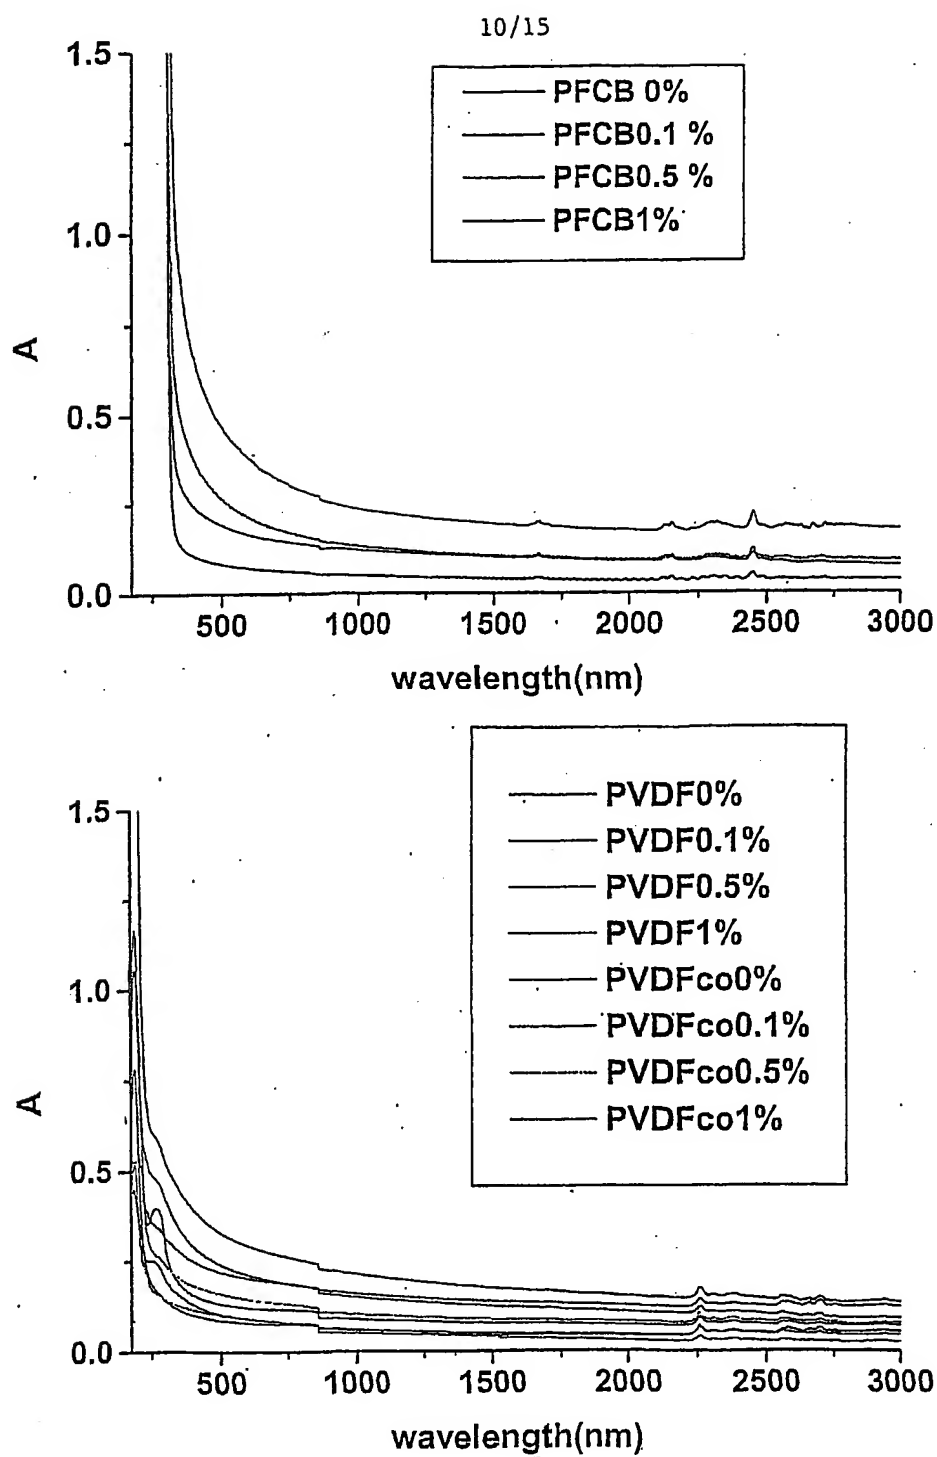 10/15
1.5
1.0
0.5
0.0
A
PFCB 0%
PFCB0.1 %
PFCB0.5 %
PFCB1%
500 1000 1500 2000 2500 3000
wavelength(nm)
1.5
1.0
0.5
0.0
A
PVDF0%
PVDF0.1%
PVDF0.5%
PVDF1%
PVDFco0%
PVDFco0.1%
PVDFco0.5%
PVDFco1%
500 1000 1500 2000 2500 3000
wavelength(nm)